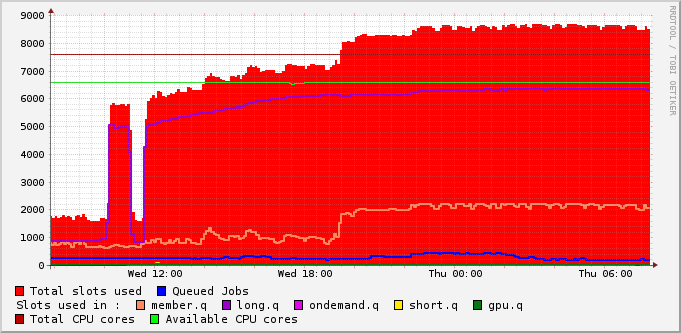 RRDTOOL / TOBI OETIKER
9000
8000
7000
6000
5000
4000
3000
2000
1000
0
Wed 12:00 Wed 18:00 Thu 00:00 Thu 06:00
Total slots used Queued Jobs
Slots used in : member.q long.q ondemand.q short.q gpu.q
Total CPU cores Available CPU cores